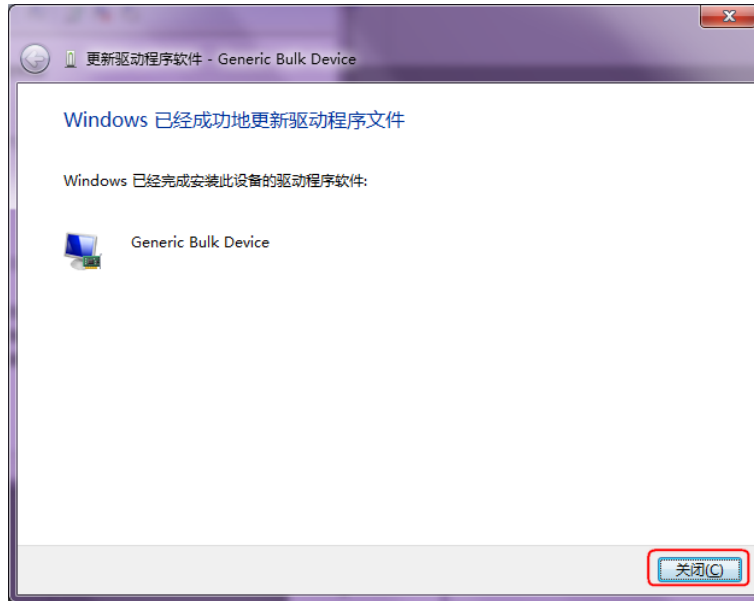 更新驱动程序软件 - Generic Bulk Device
Windows 已经成功地更新驱动程序文件
Windows 已经完成安装此设备的驱动程序软件:
Generic Bulk Device
关闭(C)